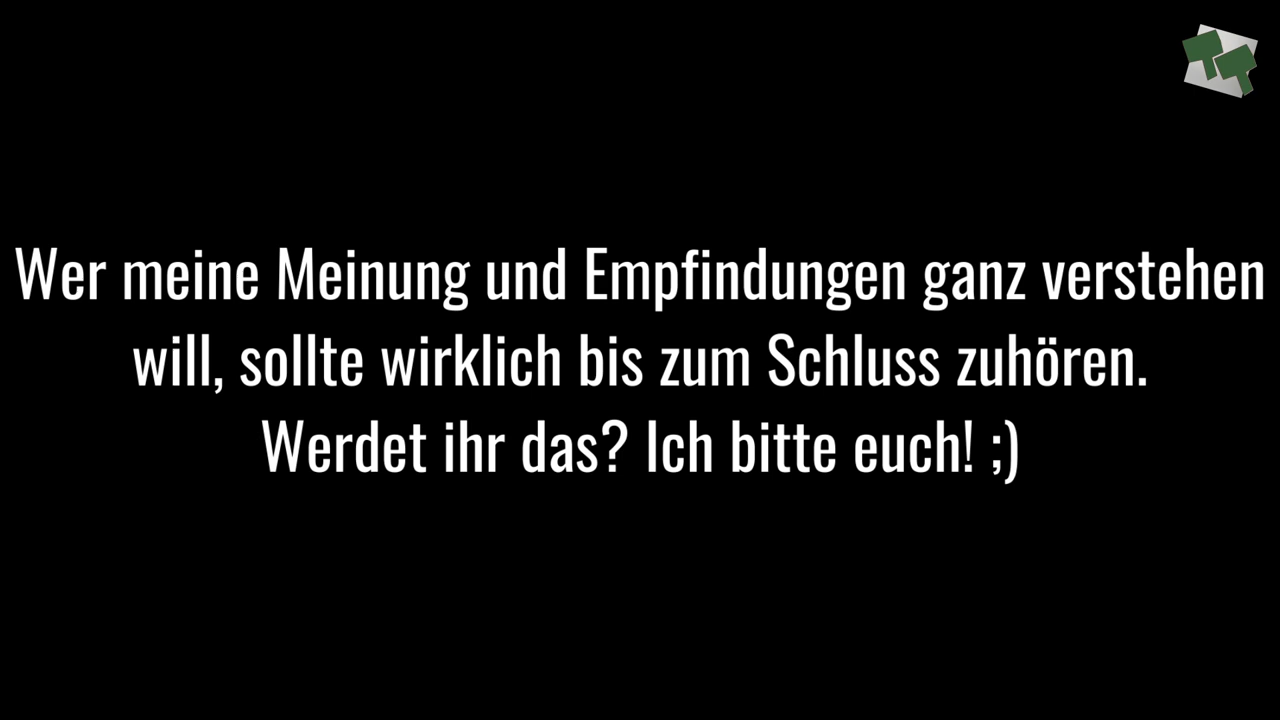 Wer meine Meinung und Empfindungen ganz verstehen
will, sollte wirklich bis zum Schluss zuhören.
Werdet ihr das? Ich bitte euch! ;)